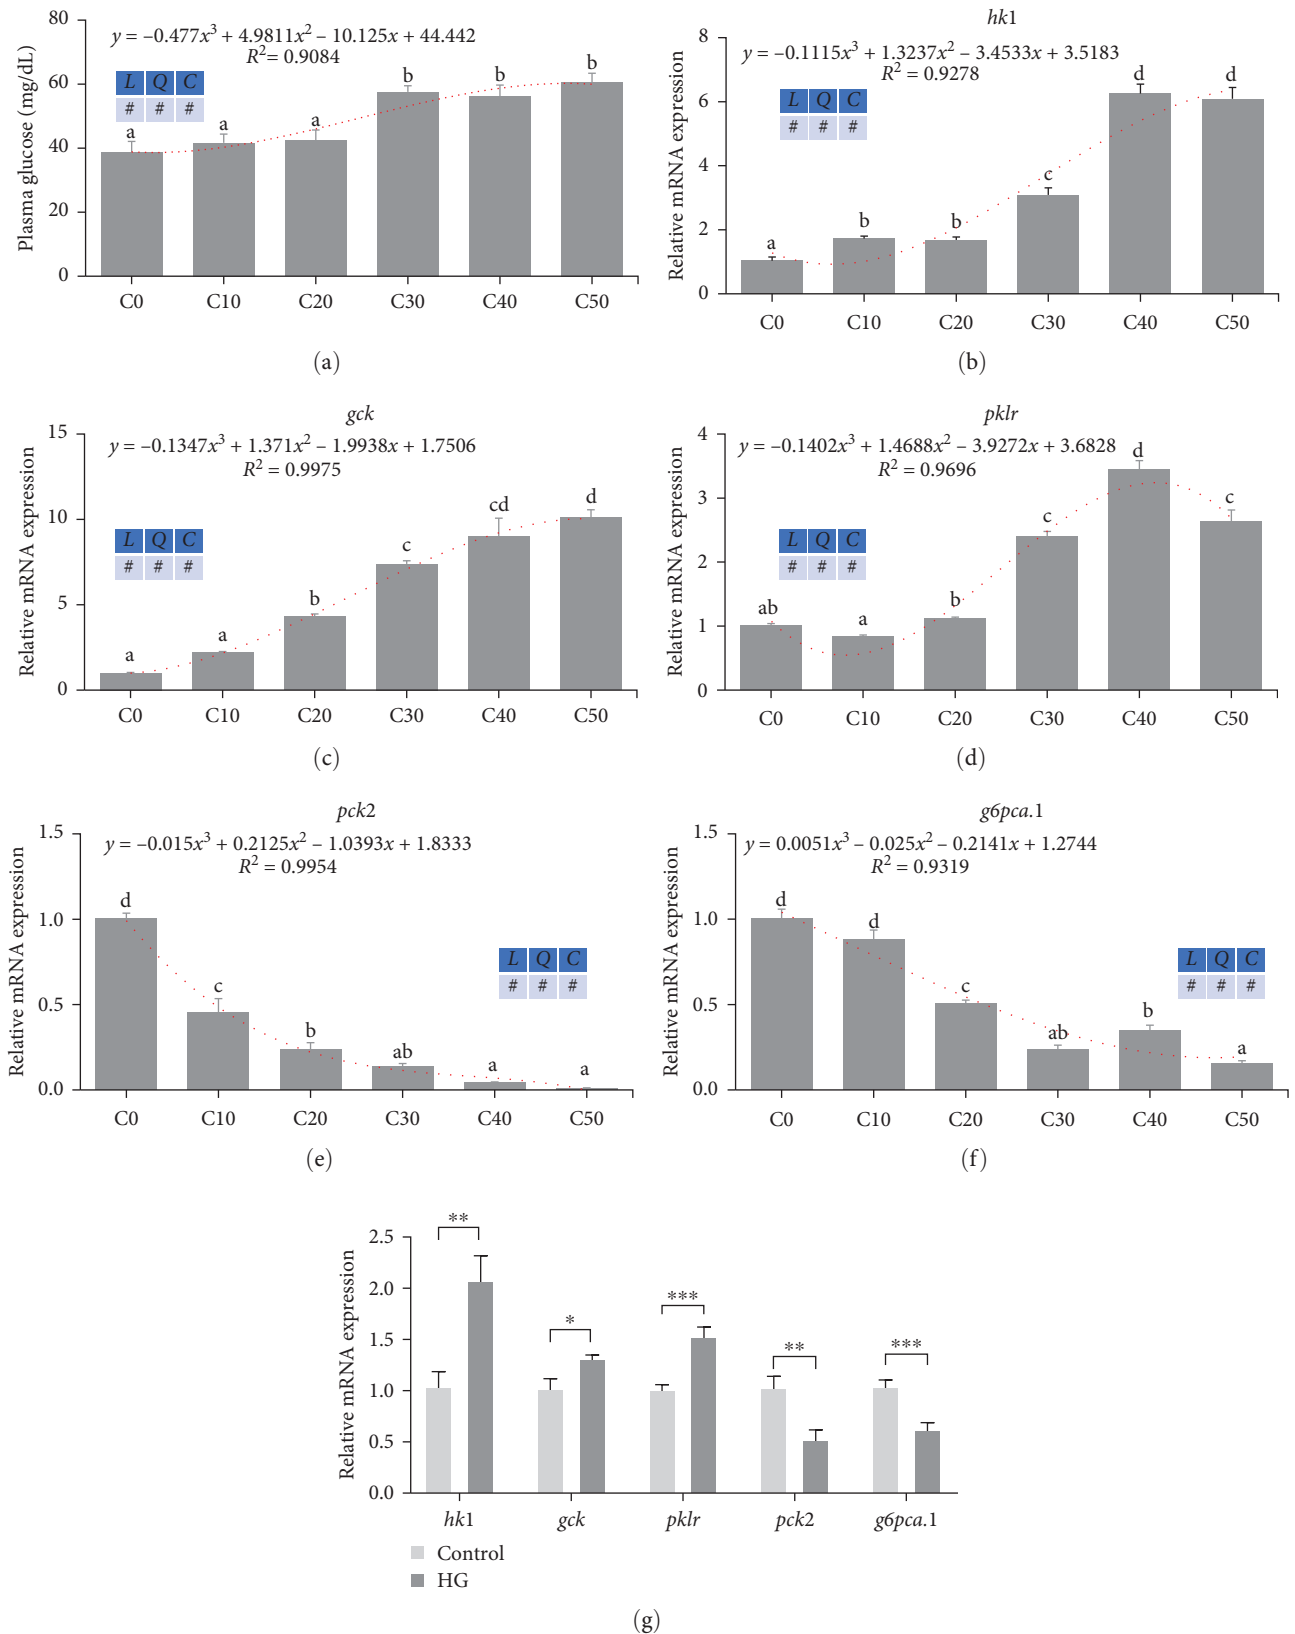 80
60
40
20
0
Plasma glucose (mg/dL)
y = –0.477x³ + 4.9811x² – 10.125x + 44.442
R² = 0.9084
L Q C
# # #
a a a b b b
C0 C10 C20 C30 C40 C50
(a)
hk1
8
6
4
2
0
Relative mRNA expression
y = –0.1115x³ + 1.3237x² – 3.4533x + 3.5183
R² = 0.9278
L Q C
# # #
a b b c d d
C0 C10 C20 C30 C40 C50
(b)
gck
15
10
5
0
Relative mRNA expression
y = –0.1347x³ + 1.371x² – 1.9938x + 1.7506
R² = 0.9975
L Q C
# # #
a a b c cd d
C0 C10 C20 C30 C40 C50
(c)
pklr
4
3
2
1
0
Relative mRNA expression
y = –0.1402x³ + 1.4688x² – 3.9272x + 3.6828
R² = 0.9696
L Q C
# # #
ab a b c d c
C0 C10 C20 C30 C40 C50
(d)
pck2
1.5
1.0
0.5
0.0
Relative mRNA expression
y = –0.015x³ + 0.2125x² – 1.0393x + 1.8333
R² = 0.9954
L Q C
# # #
d c b ab a a
C0 C10 C20 C30 C40 C50
(e)
g6pca.1
1.5
1.0
0.5
0.0
Relative mRNA expression
y = 0.0051x³ – 0.025x² – 0.2141x + 1.2744
R² = 0.9319
L Q C
# # #
d d c ab b a
C0 C10 C20 C30 C40 C50
(f)
2.5
2.0
1.5
1.0
0.5
0.0
Relative mRNA expression
** * *** ** ***
hk1 gck pklr pck2 g6pca.1
Control
HG
(g)